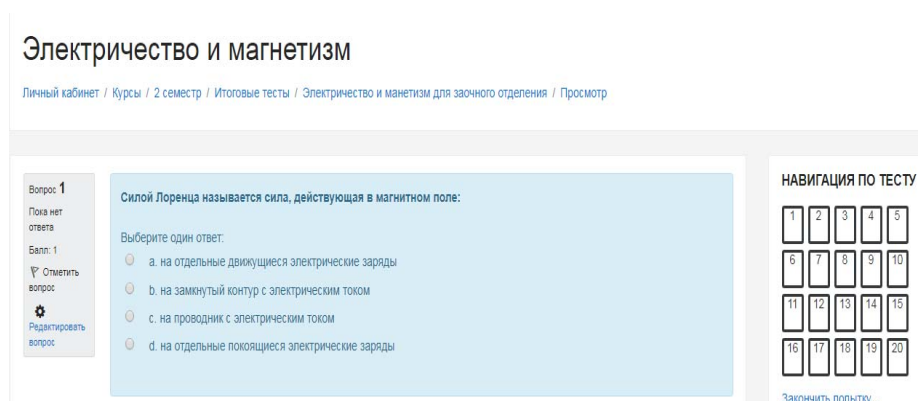 Электричество и магнетизм
Личный кабинет / Курсы / 2 семестр / Итоговые тесты / Электричество и манетизм для заочного отделения / Просмотр
Вопрос 1
Пока нет
ответа
Балл: 1
Отметить
вопрос
Редактировать
вопрос
Силой Лоренца называется сила, действующая в магнитном поле:
Выберите один ответ:
a. на отдельные движущиеся электрические заряды
b. на замкнутый контур с электрическим током
c. на проводник с электрическим током
d. на отдельные покоящиеся электрические заряды
НАВИГАЦИЯ ПО ТЕСТУ
1 2 3 4 5
6 7 8 9 10
11 12 13 14 15
16 17 18 19 20
Закончить попытку...